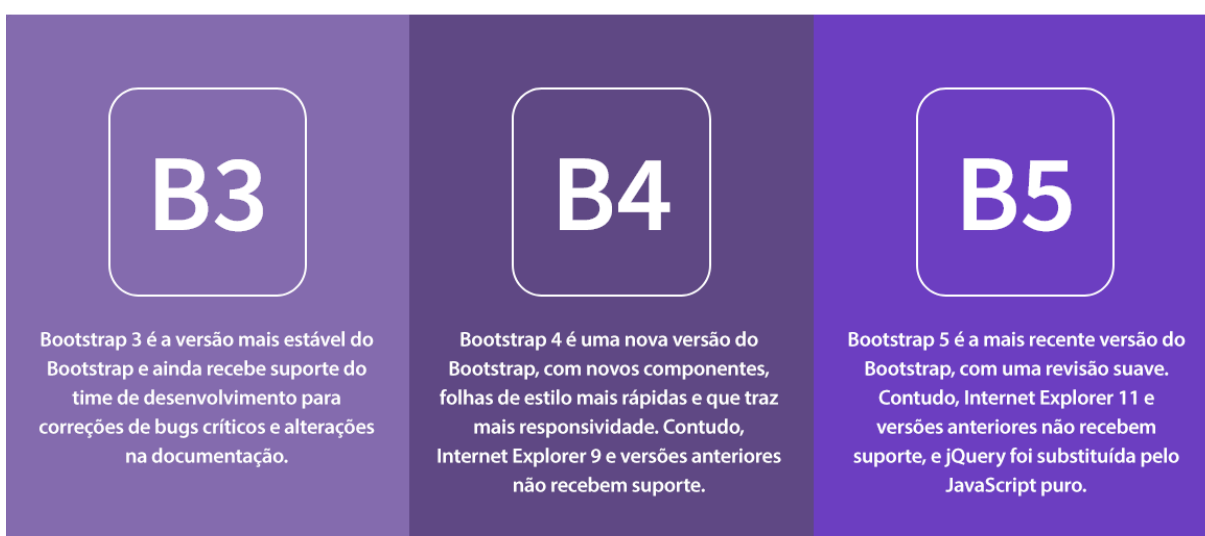 B3
Bootstrap 3 é a versão mais estável do
Bootstrap e ainda recebe suporte do
time de desenvolvimento para
correções de bugs críticos e alterações
na documentação.
B4
Bootstrap 4 é uma nova versão do
Bootstrap, com novos componentes,
folhas de estilo mais rápidas e que traz
mais responsividade. Contudo,
Internet Explorer 9 e versões anteriores
não recebem suporte.
B5
Bootstrap 5 é a mais recente versão do
Bootstrap, com uma revisão suave.
Contudo, Internet Explorer 11 e
versões anteriores não recebem
suporte, e jQuery foi substituída pelo
JavaScript puro.